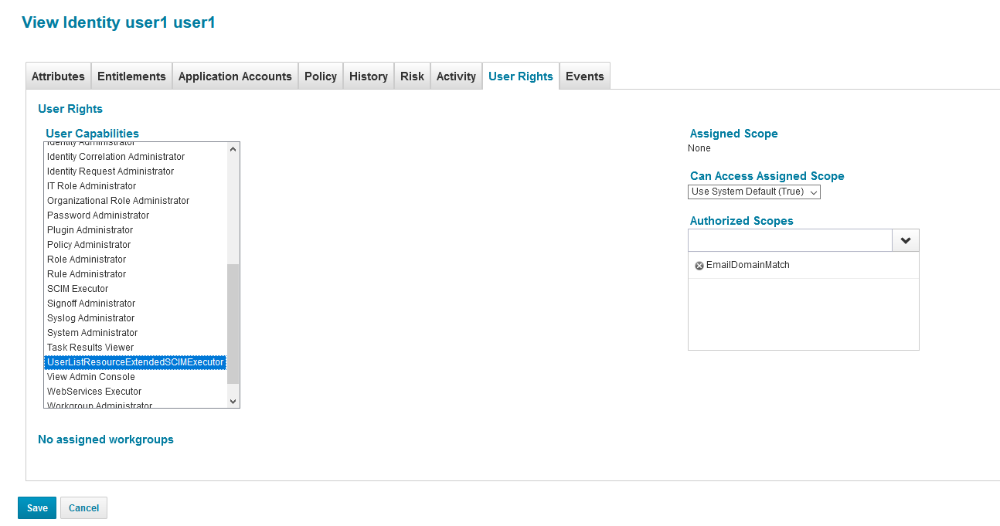 View Identity user1 user1
Attributes Entitlements Application Accounts Policy History Risk Activity User Rights Events
User Rights
User Capabilities
Identity Administrator
Identity Correlation Administrator
Identity Request Administrator
IT Role Administrator
Organizational Role Administrator
Password Administrator
Plugin Administrator
Policy Administrator
Role Administrator
Rule Administrator
SCIM Executor
Signoff Administrator
Syslog Administrator
System Administrator
Task Results Viewer
UserListResourceExtendedSCIMExecutor
View Admin Console
WebServices Executor
Workgroup Administrator
Assigned Scope
None
Can Access Assigned Scope
Use System Default (True)
Authorized Scopes
EmailDomainMatch
No assigned workgroups
Save Cancel